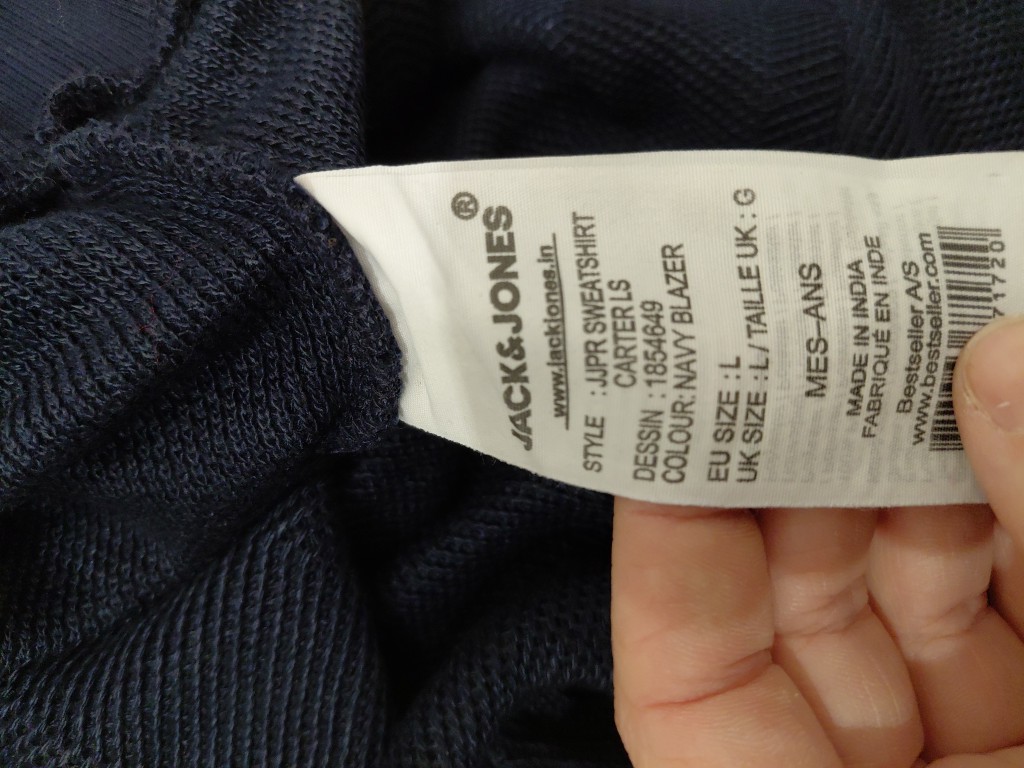 JACK&JONES®
www.jackjones.in
STYLE : JJPR SWEATSHIRT
CARTER LS
DESSIN : 1854649
COLOUR: NAVY BLAZER
EU SIZE : L
UK SIZE : L / TAILLE UK : G
MES-ANS
MADE IN INDIA
FABRIQUÉ EN INDE
Bestseller A/S
www.bestseller.com